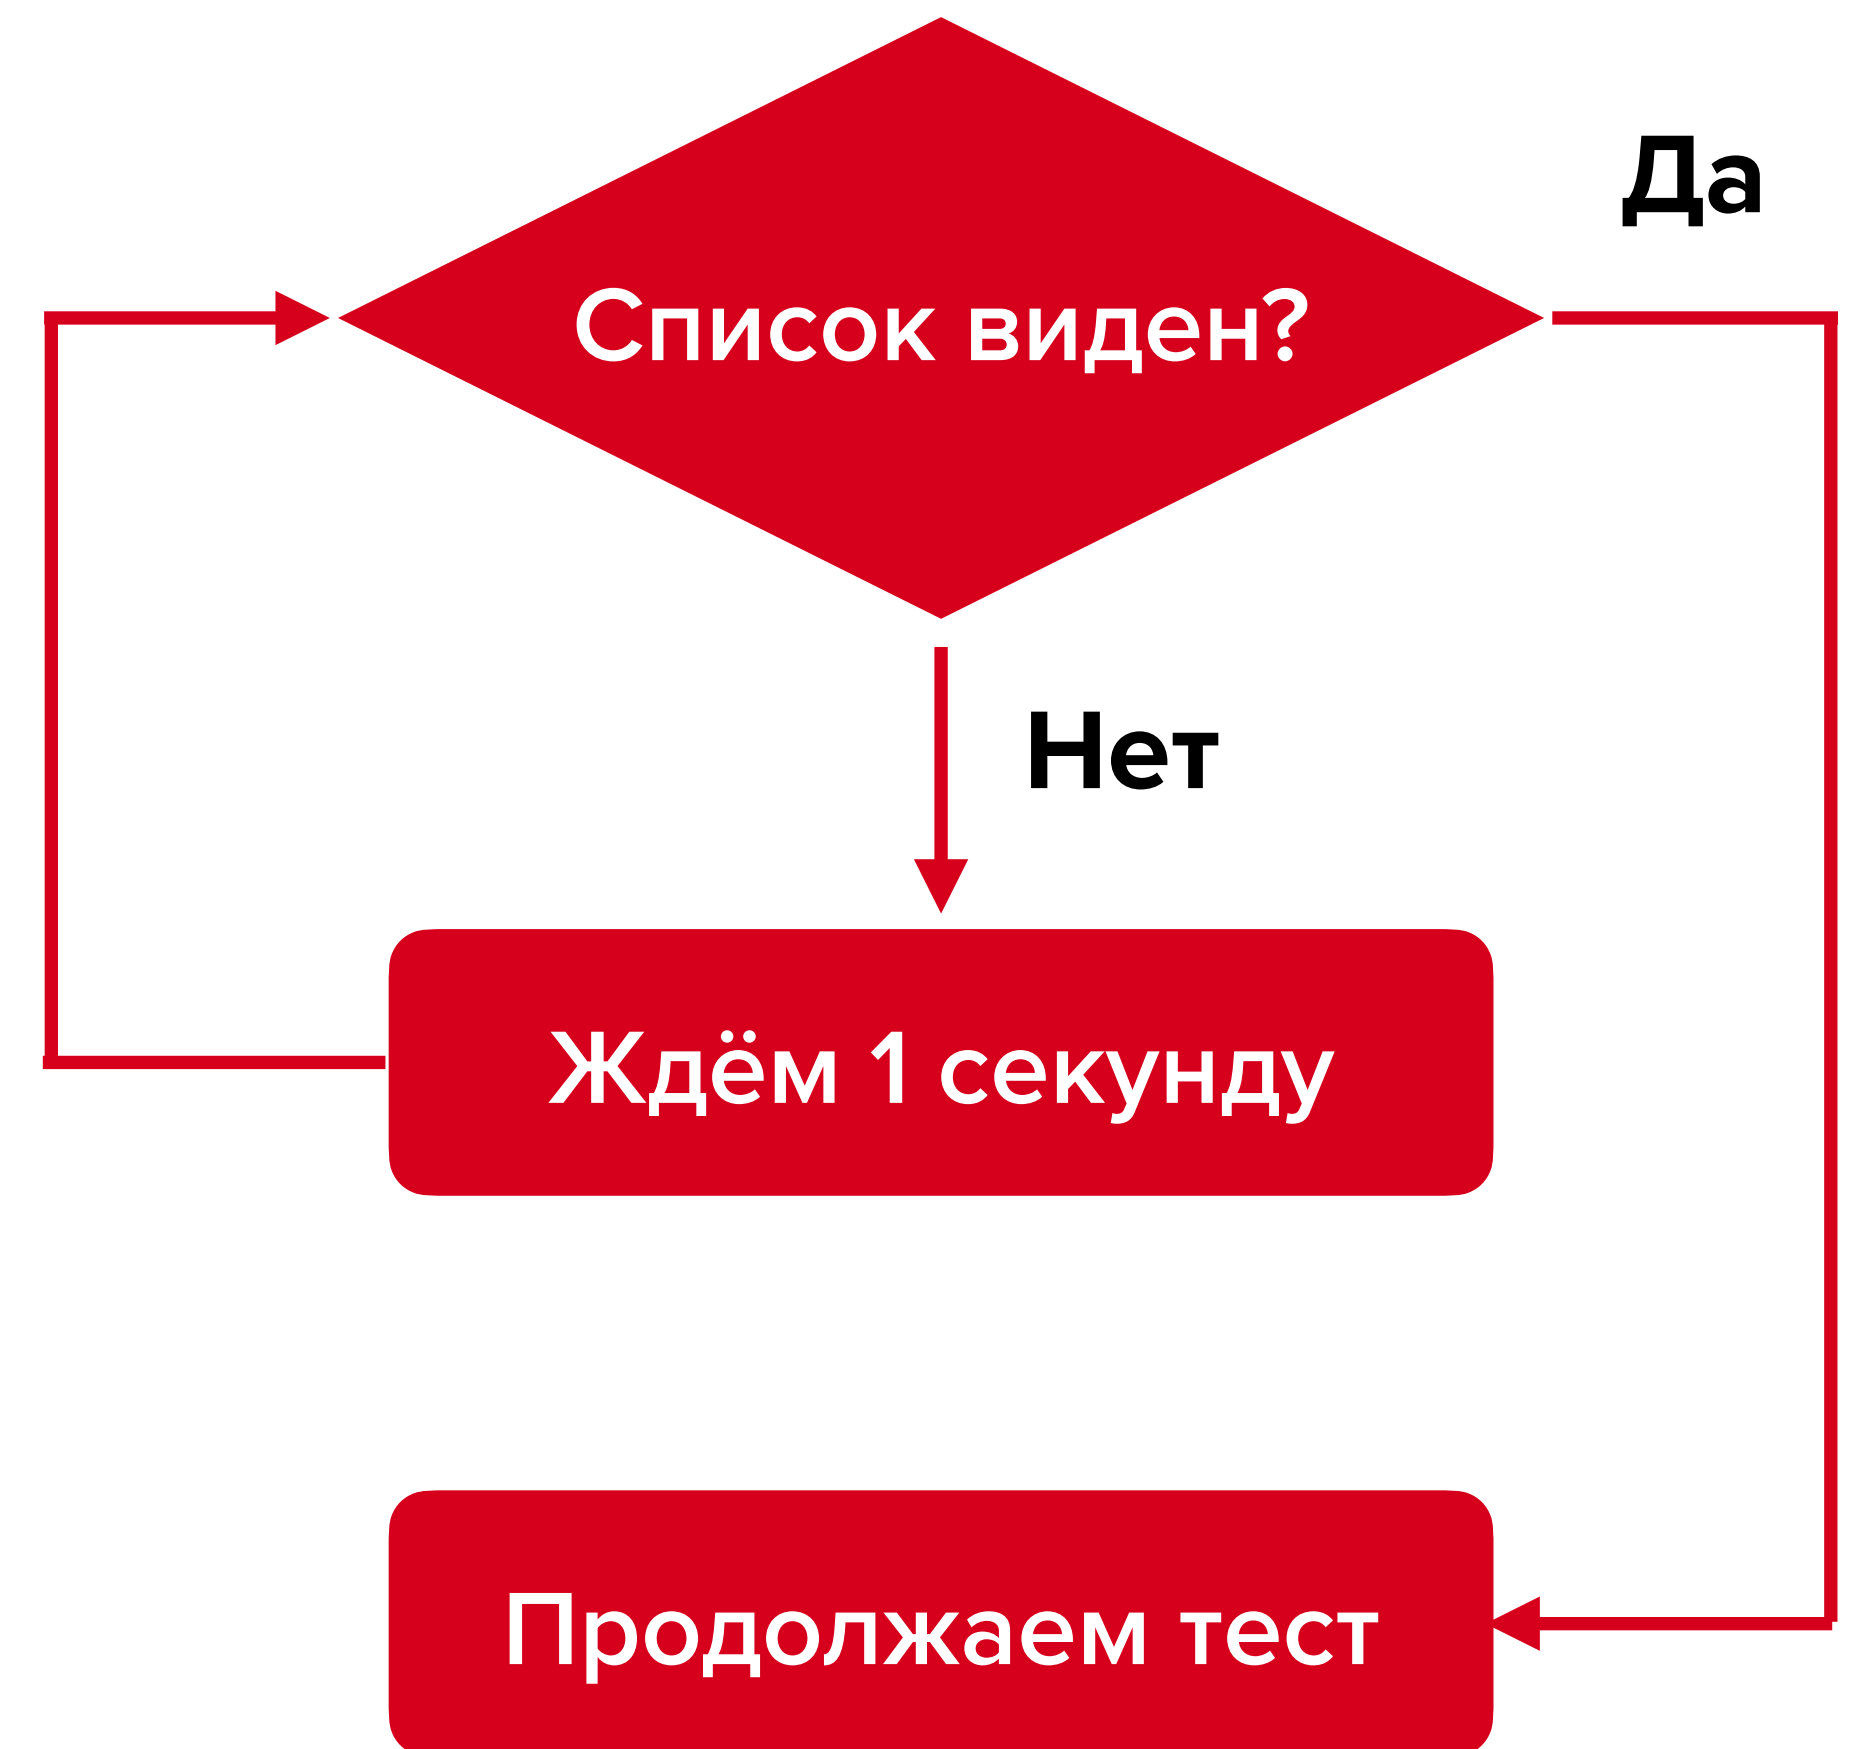 Да
Список виден?
Нет
Ждём 1 секунду
Продолжаем тест